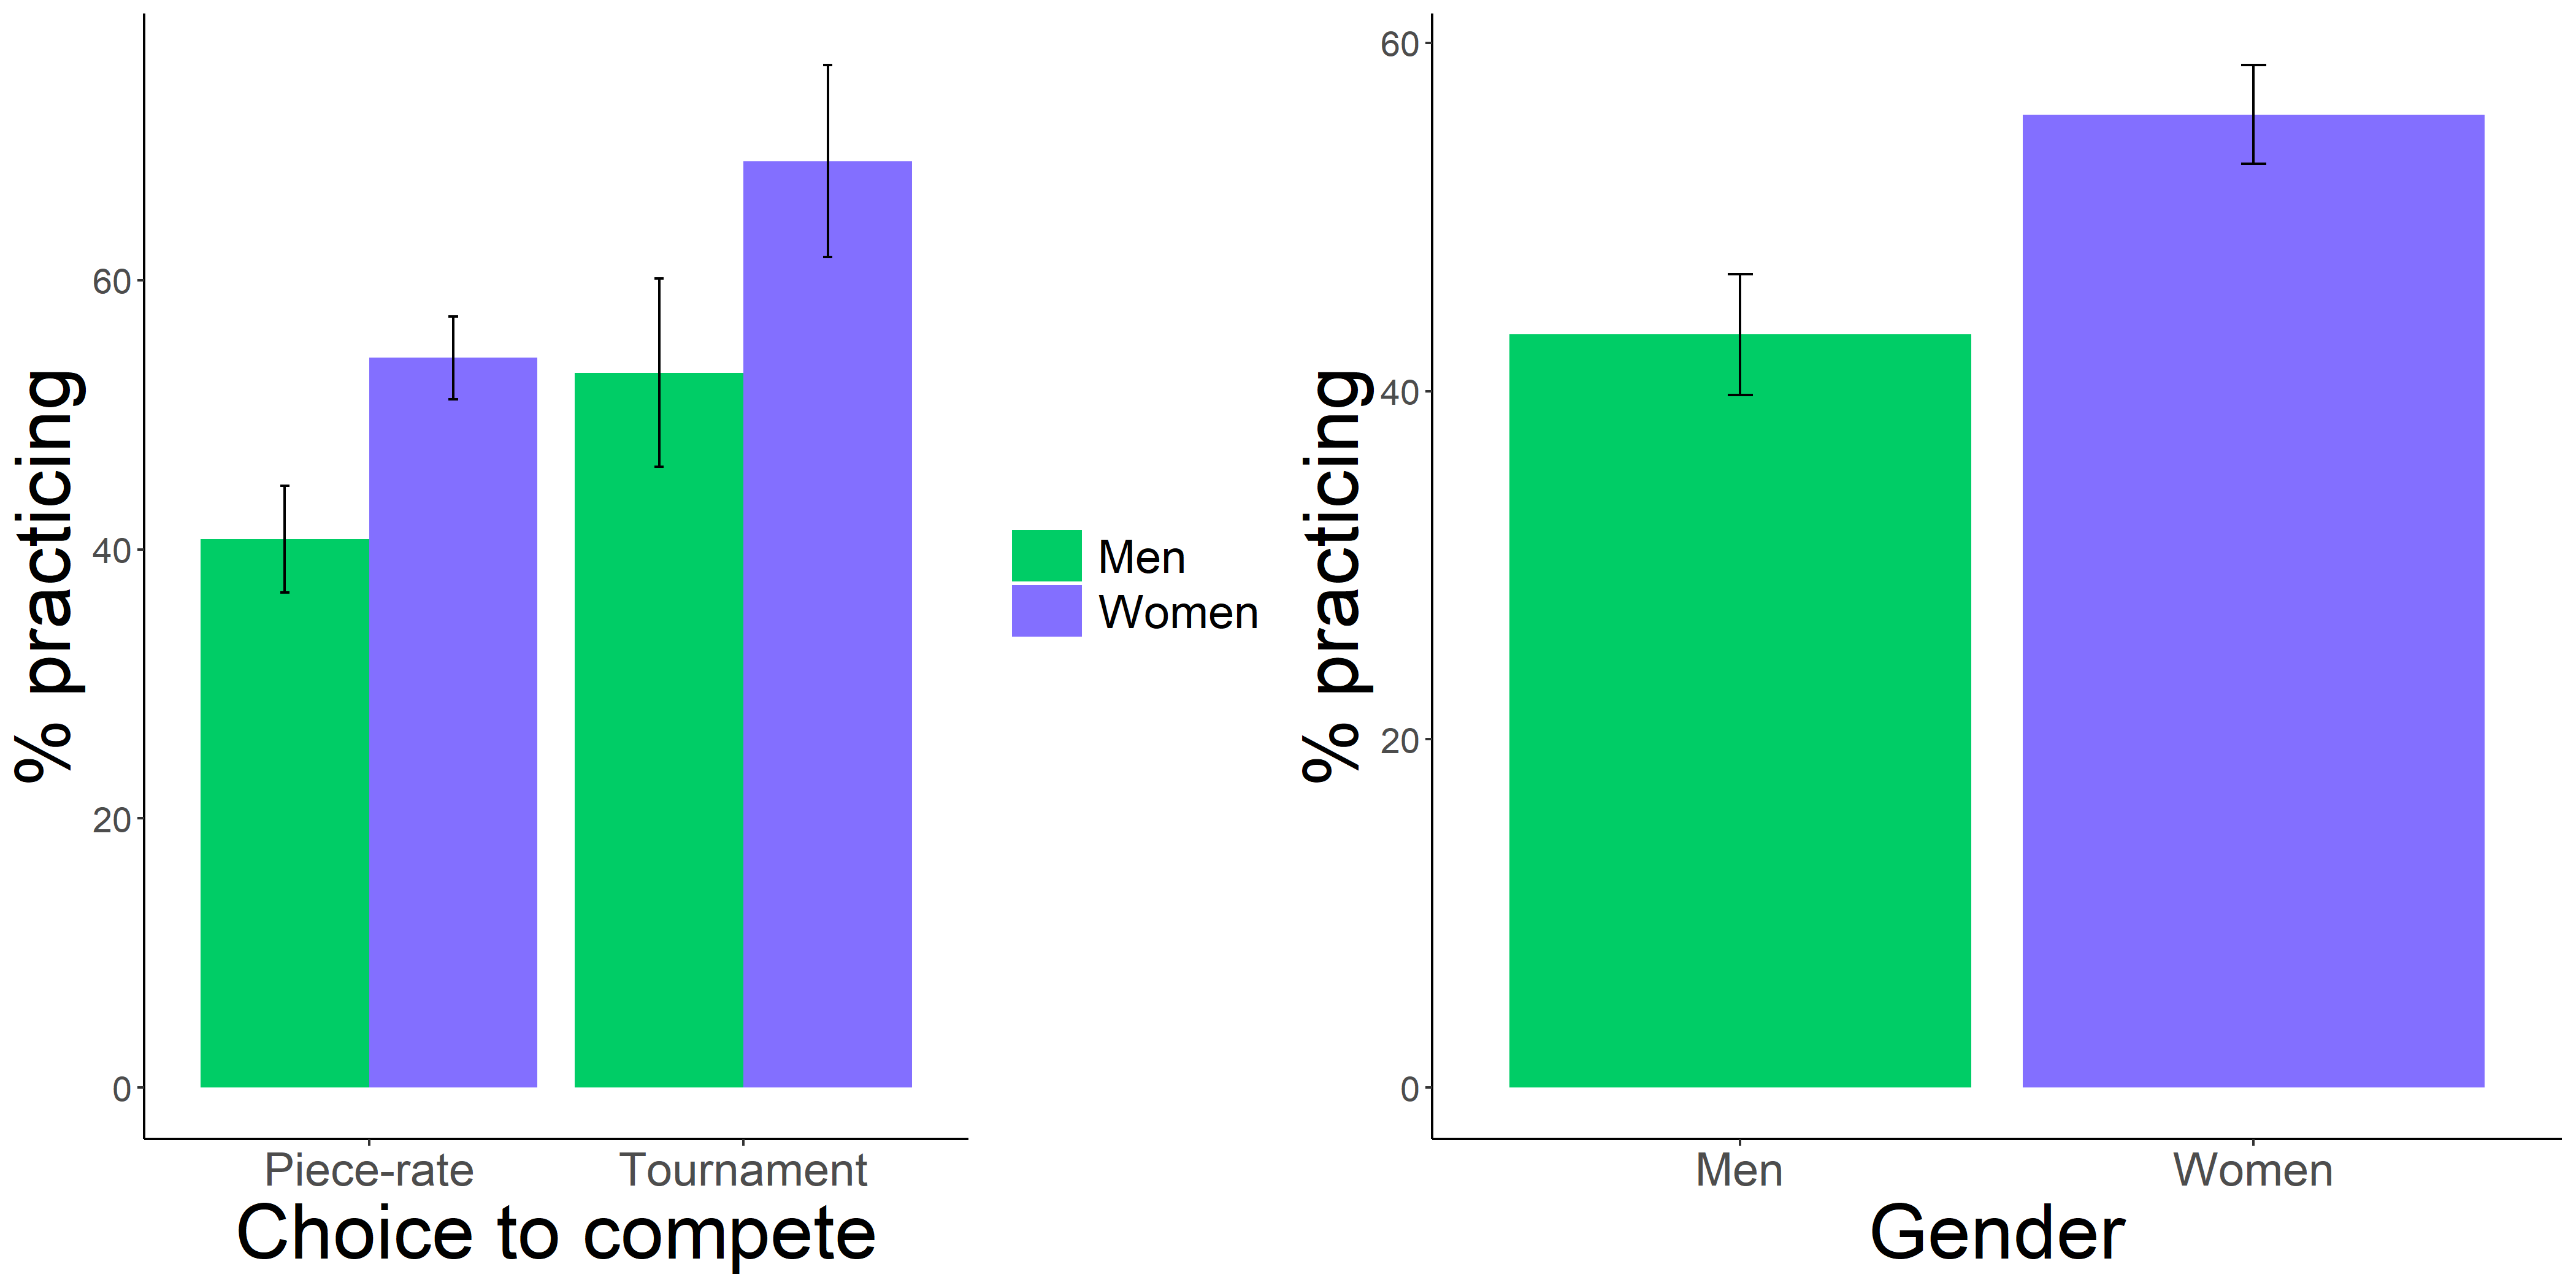 % practicing
60
40
20
0
Piece-rate Tournament
Choice to compete
Men
Women
% practicing
60
40
20
0
Men Women
Gender